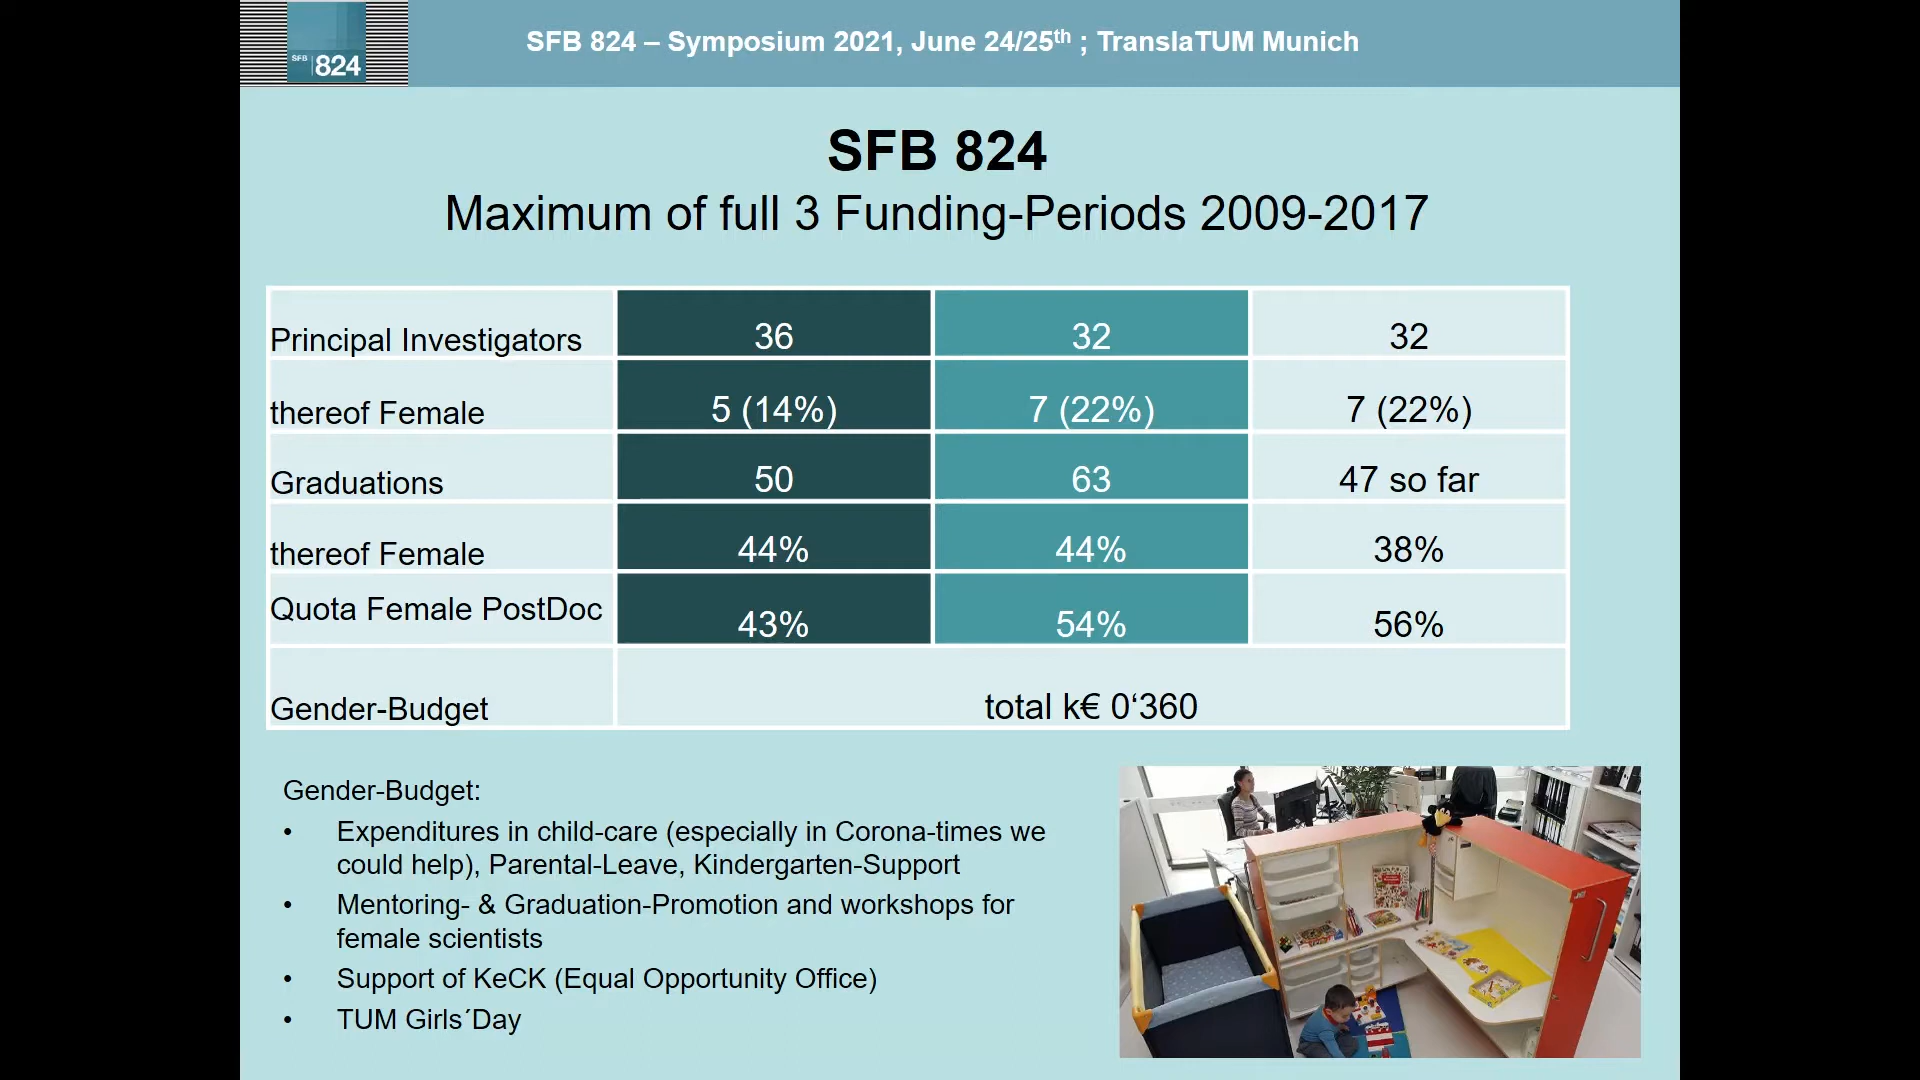 SFB 824
SFB 824 – Symposium 2021, June 24/25th ; TranslaTUM Munich
SFB 824
Maximum of full 3 Funding-Periods 2009-2017
Principal Investigators 36 32 32
thereof Female 5 (14%) 7 (22%) 7 (22%)
Graduations 50 63 47 so far
thereof Female 44% 44% 38%
Quota Female PostDoc 43% 54% 56%
Gender-Budget total k€ 0‘360
Gender-Budget:
• Expenditures in child-care (especially in Corona-times we
could help), Parental-Leave, Kindergarten-Support
• Mentoring- & Graduation-Promotion and workshops for
female scientists
• Support of KeCK (Equal Opportunity Office)
• TUM Girls´Day